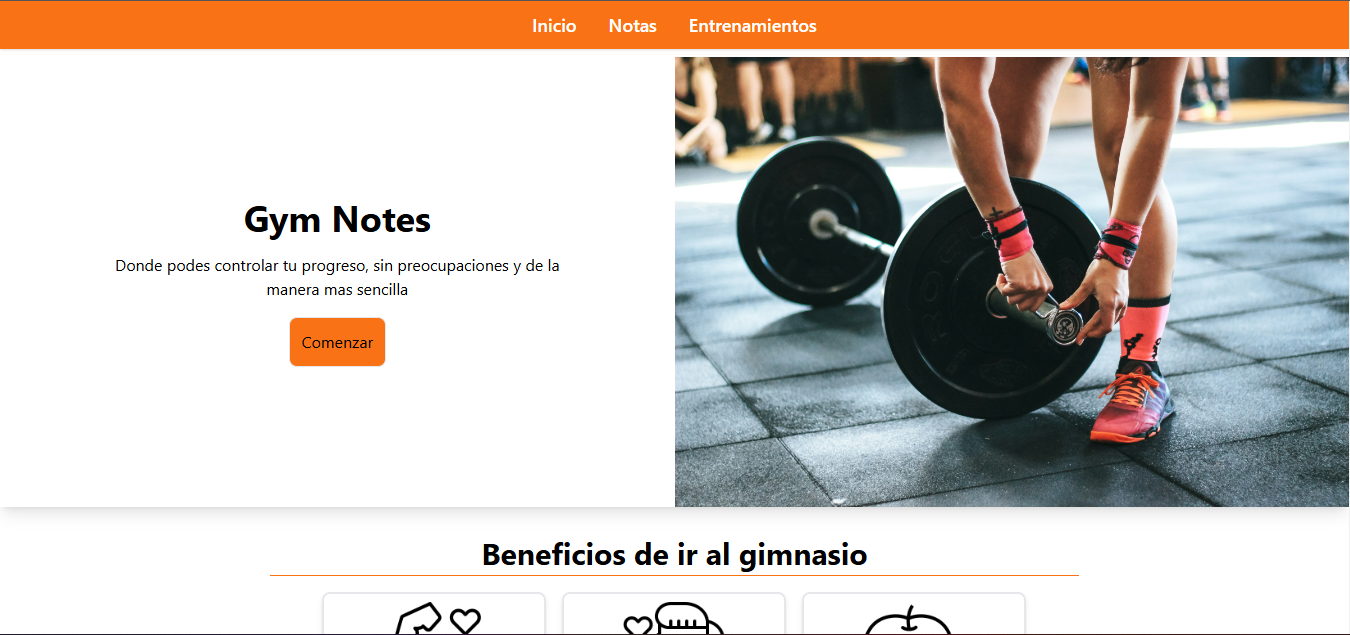 Inicio Notas Entrenamientos
Gym Notes
Donde podes controlar tu progreso, sin preocupaciones y de la
manera mas sencilla
Comenzar
Beneficios de ir al gimnasio